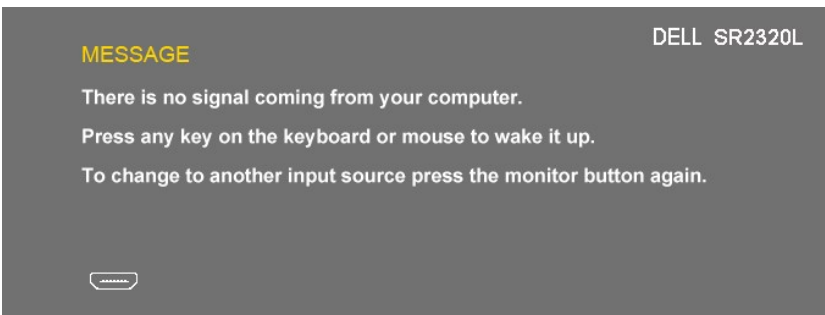 DELL SR2320L
MESSAGE
There is no signal coming from your computer.
Press any key on the keyboard or mouse to wake it up.
To change to another input source press the monitor button again.